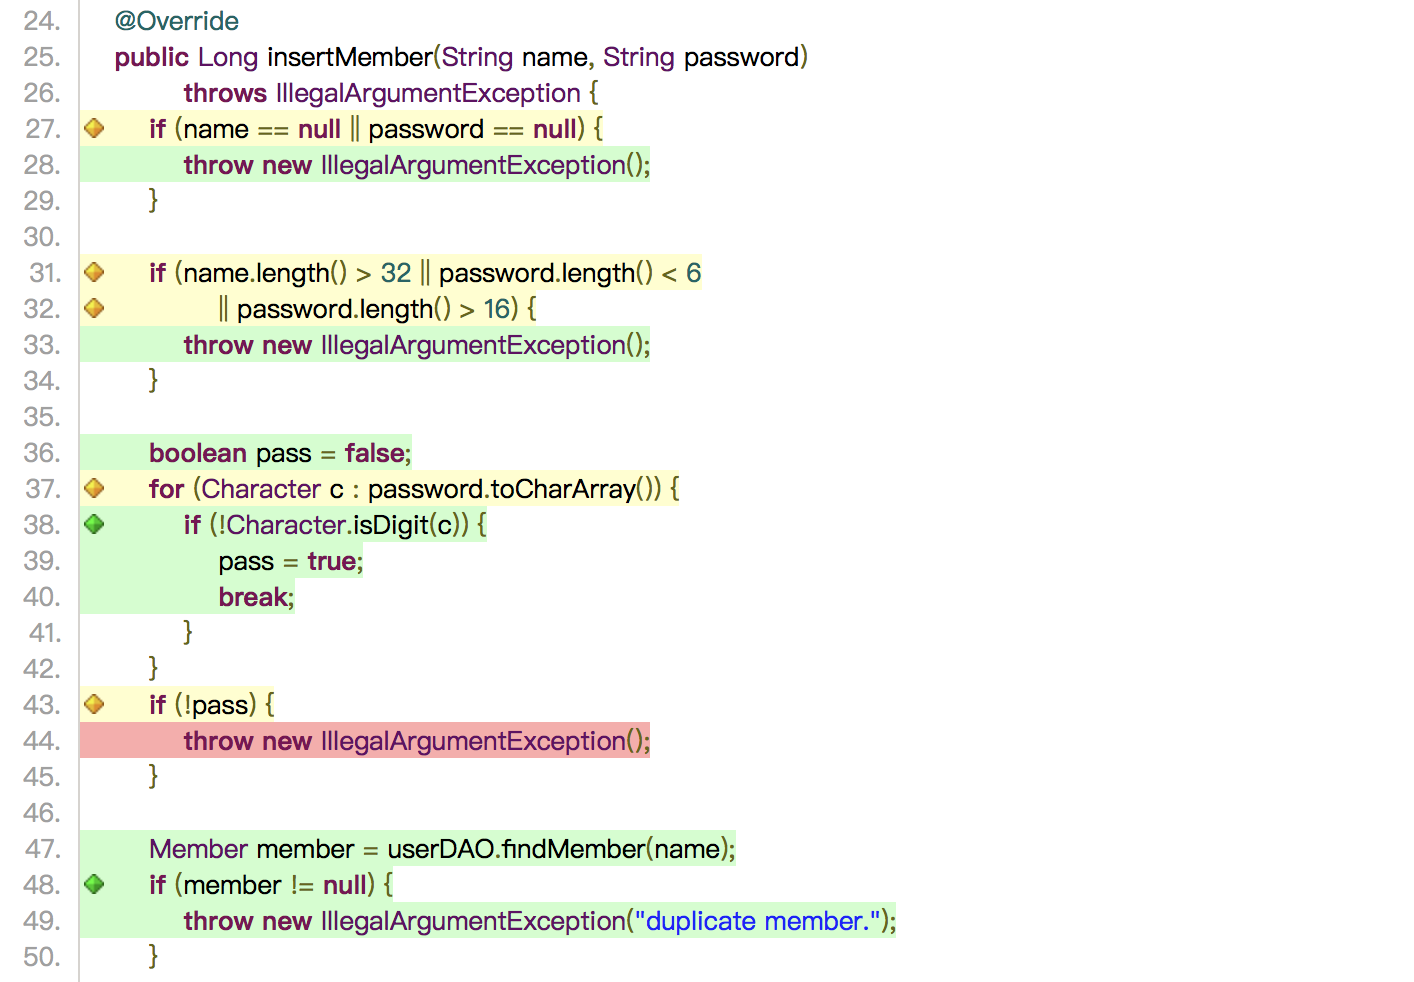 24. @Override
25. public Long insertMember(String name, String password)
26. throws IllegalArgumentException {
27. if (name == null || password == null) {
28. throw new IllegalArgumentException();
29. }
30.
31. if (name.length() > 32 || password.length() < 6
32. || password.length() > 16) {
33. throw new IllegalArgumentException();
34. }
35.
36. boolean pass = false;
37. for (Character c : password.toCharArray()) {
38. if (!Character.isDigit(c)) {
39. pass = true;
40. break;
41. }
42. }
43. if (!pass) {
44. throw new IllegalArgumentException();
45. }
46.
47. Member member = userDAO.findMember(name);
48. if (member != null) {
49. throw new IllegalArgumentException("duplicate member.");
50. }